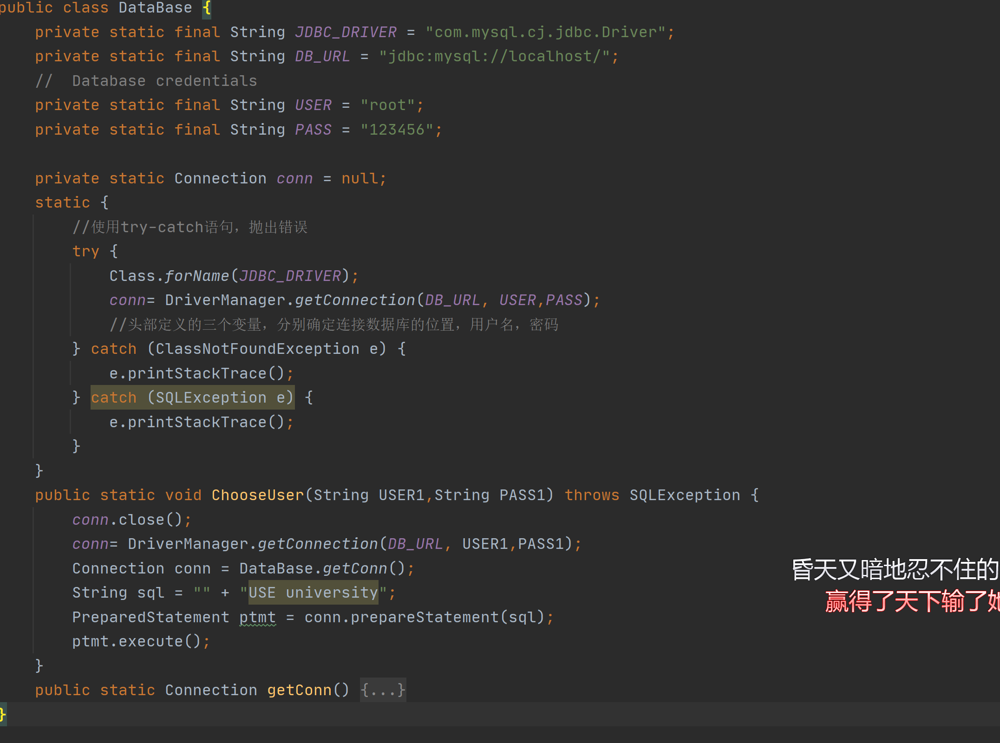 public class DataBase {
    private static final String JDBC_DRIVER = "com.mysql.cj.jdbc.Driver";
    private static final String DB_URL = "jdbc:mysql://localhost/";
    //  Database credentials
    private static final String USER = "root";
    private static final String PASS = "123456";

    private static Connection conn = null;
    static {
        //使用try-catch语句，抛出错误
        try {
            Class.forName(JDBC_DRIVER);
            conn= DriverManager.getConnection(DB_URL, USER,PASS);
            //头部定义的三个变量，分别确定连接数据库的位置，用户名，密码
        } catch (ClassNotFoundException e) {
            e.printStackTrace();
        } catch (SQLException e) {
            e.printStackTrace();
        }
    }
    public static void ChooseUser(String USER1,String PASS1) throws SQLException {
        conn.close();
        conn= DriverManager.getConnection(DB_URL, USER1,PASS1);
        Connection conn = DataBase.getConn();
        String sql = "" + "USE university";
        PreparedStatement ptmt = conn.prepareStatement(sql);
        ptmt.execute();
    }
    public static Connection getConn() {...}
}
昏天又暗地忍不住的
赢得了天下输了她